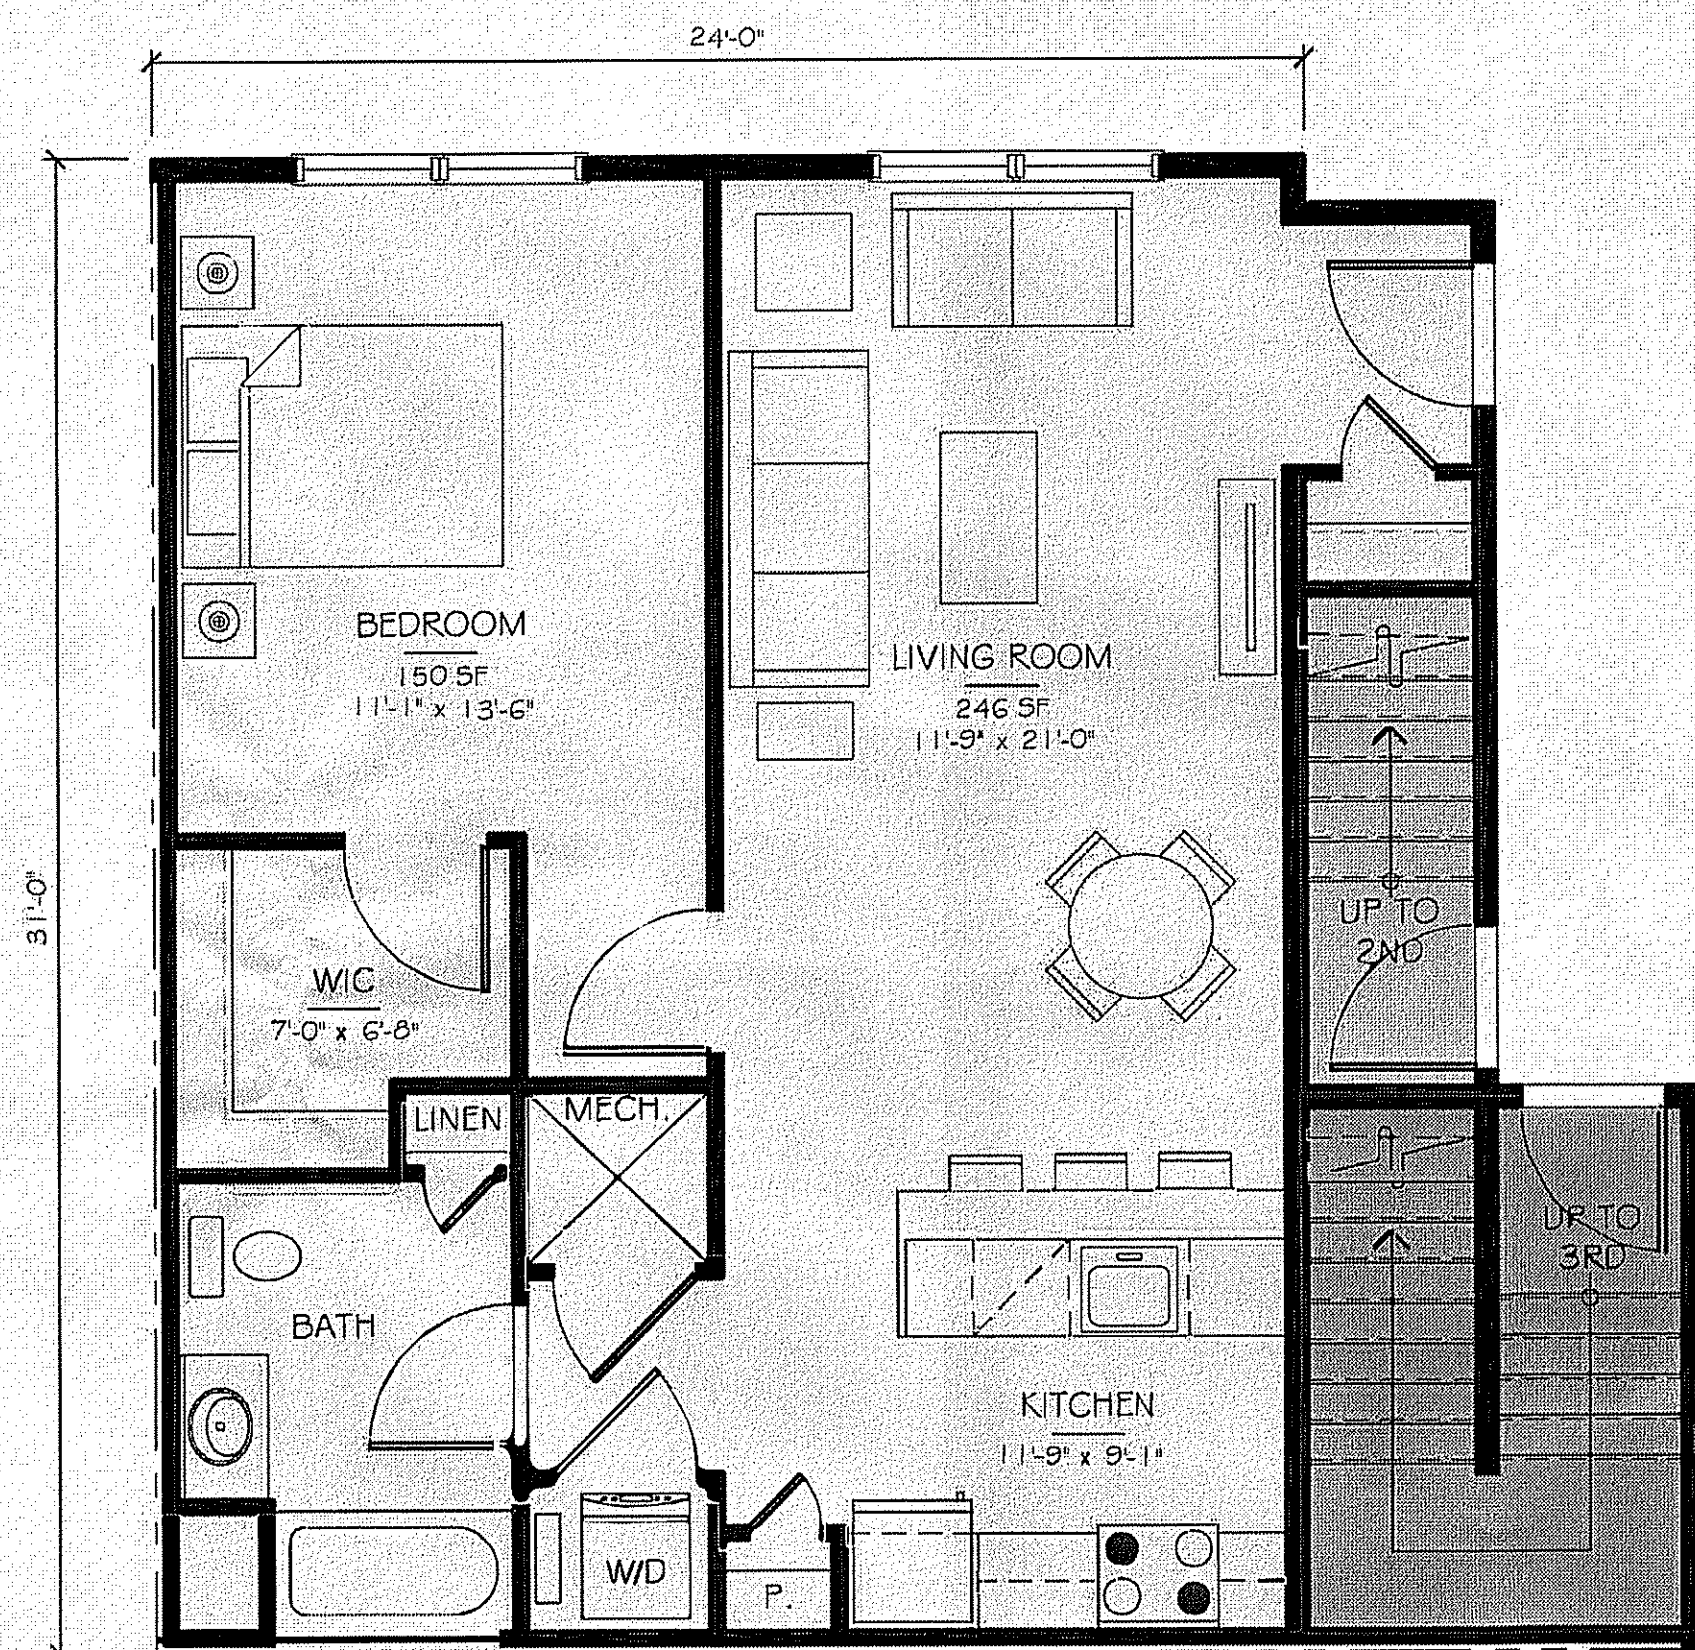 24'-0"
31'-0"
BEDROOM
150 SF
11'-1" x 13'-6"
LIVING ROOM
246 SF
11'-9" x 21'-0"
UP TO
2ND
WIC
7'-0" x 6'-8"
LINEN
MECH.
UP TO
3RD
BATH
KITCHEN
11'-9" x 9'-1"
W/D
P.